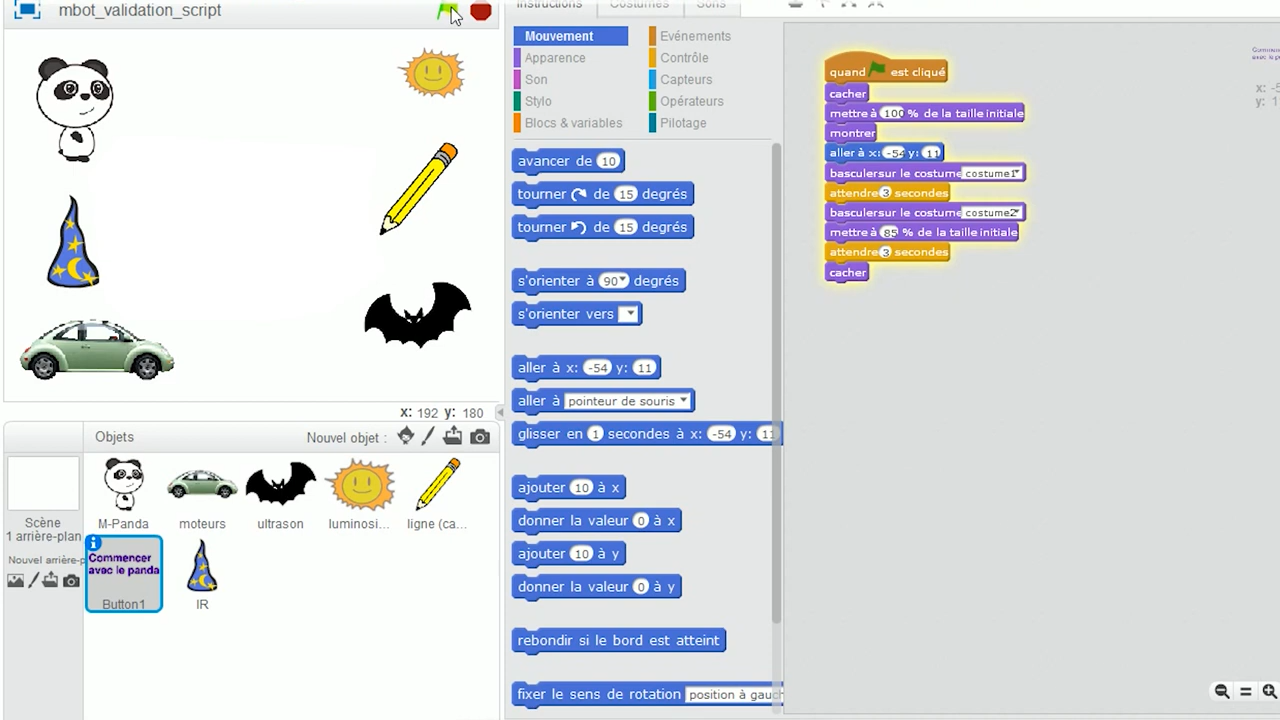 mbot_validation_script
Instructions Costumes Sons
Mouvement Evénements
Apparence Contrôle
Son Capteurs
Stylo Opérateurs
Blocs & variables Pilotage
avancer de 10
tourner de 15 degrés
tourner de 15 degrés
s'orienter à 90 degrés
s'orienter vers
aller à x: -54 y: 11
aller à pointeur de souris
glisser en 1 secondes à x: -54 y: 11
ajouter 10 à x
donner la valeur 0 à x
ajouter 10 à y
donner la valeur 0 à y
rebondir si le bord est atteint
fixer le sens de rotation position à gauch
quand est cliqué
cacher
mettre à 100 % de la taille initiale
montrer
aller à x: -54 y: 11
basculersur le costume costume1
attendre 3 secondes
basculersur le costume costume2
mettre à 85 % de la taille initiale
attendre 3 secondes
cacher
x: -5
y: 1
x: 192 y: 180
Objets Nouvel objet :
Scène
1 arrière-plan
Nouvel arrière-p
M-Panda moteurs ultrason luminosi... ligne (ca...
Commencer
avec le panda
Button1 IR